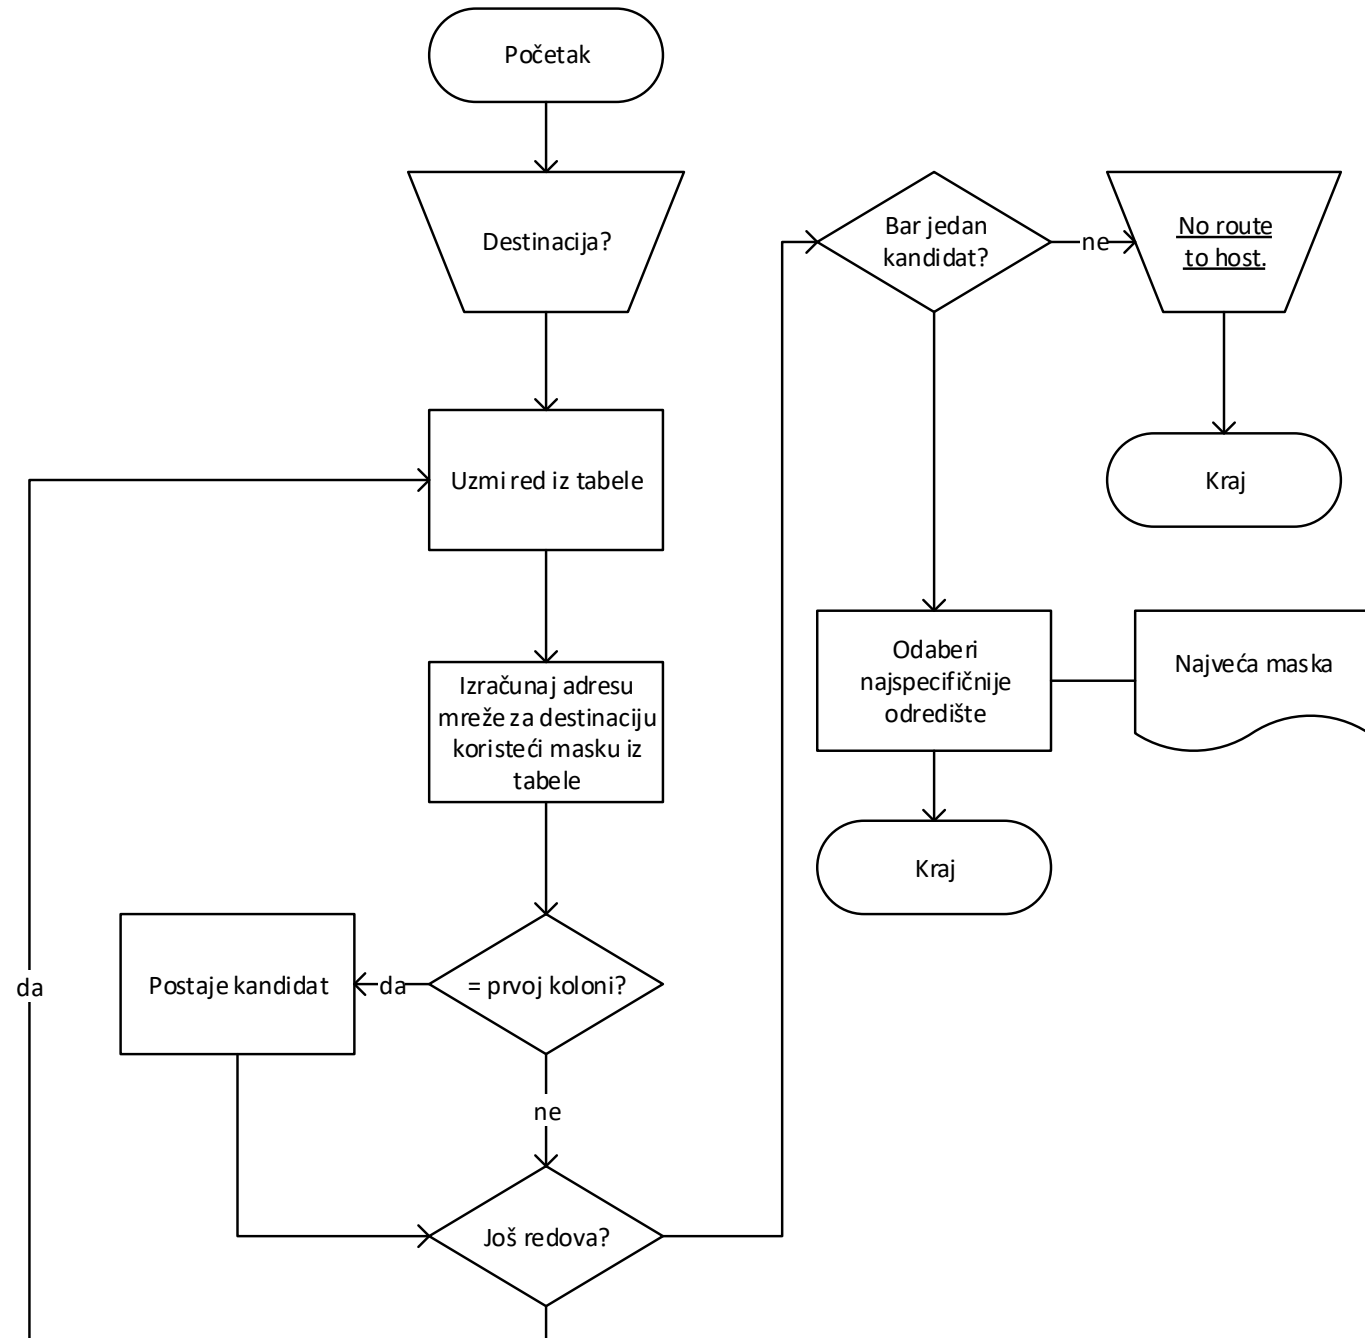 Početak
Destinacija?
Uzmi red iz tabele
Izračunaj adresu
mreže za destinaciju
koristeći masku iz
tabele
= prvoj koloni?
da
Postaje kandidat
ne
Još redova?
da
Bar jedan
kandidat?
ne
No route
to host.
Kraj
Odaberi
najspecifičnije
odredište
Najveća maska
Kraj